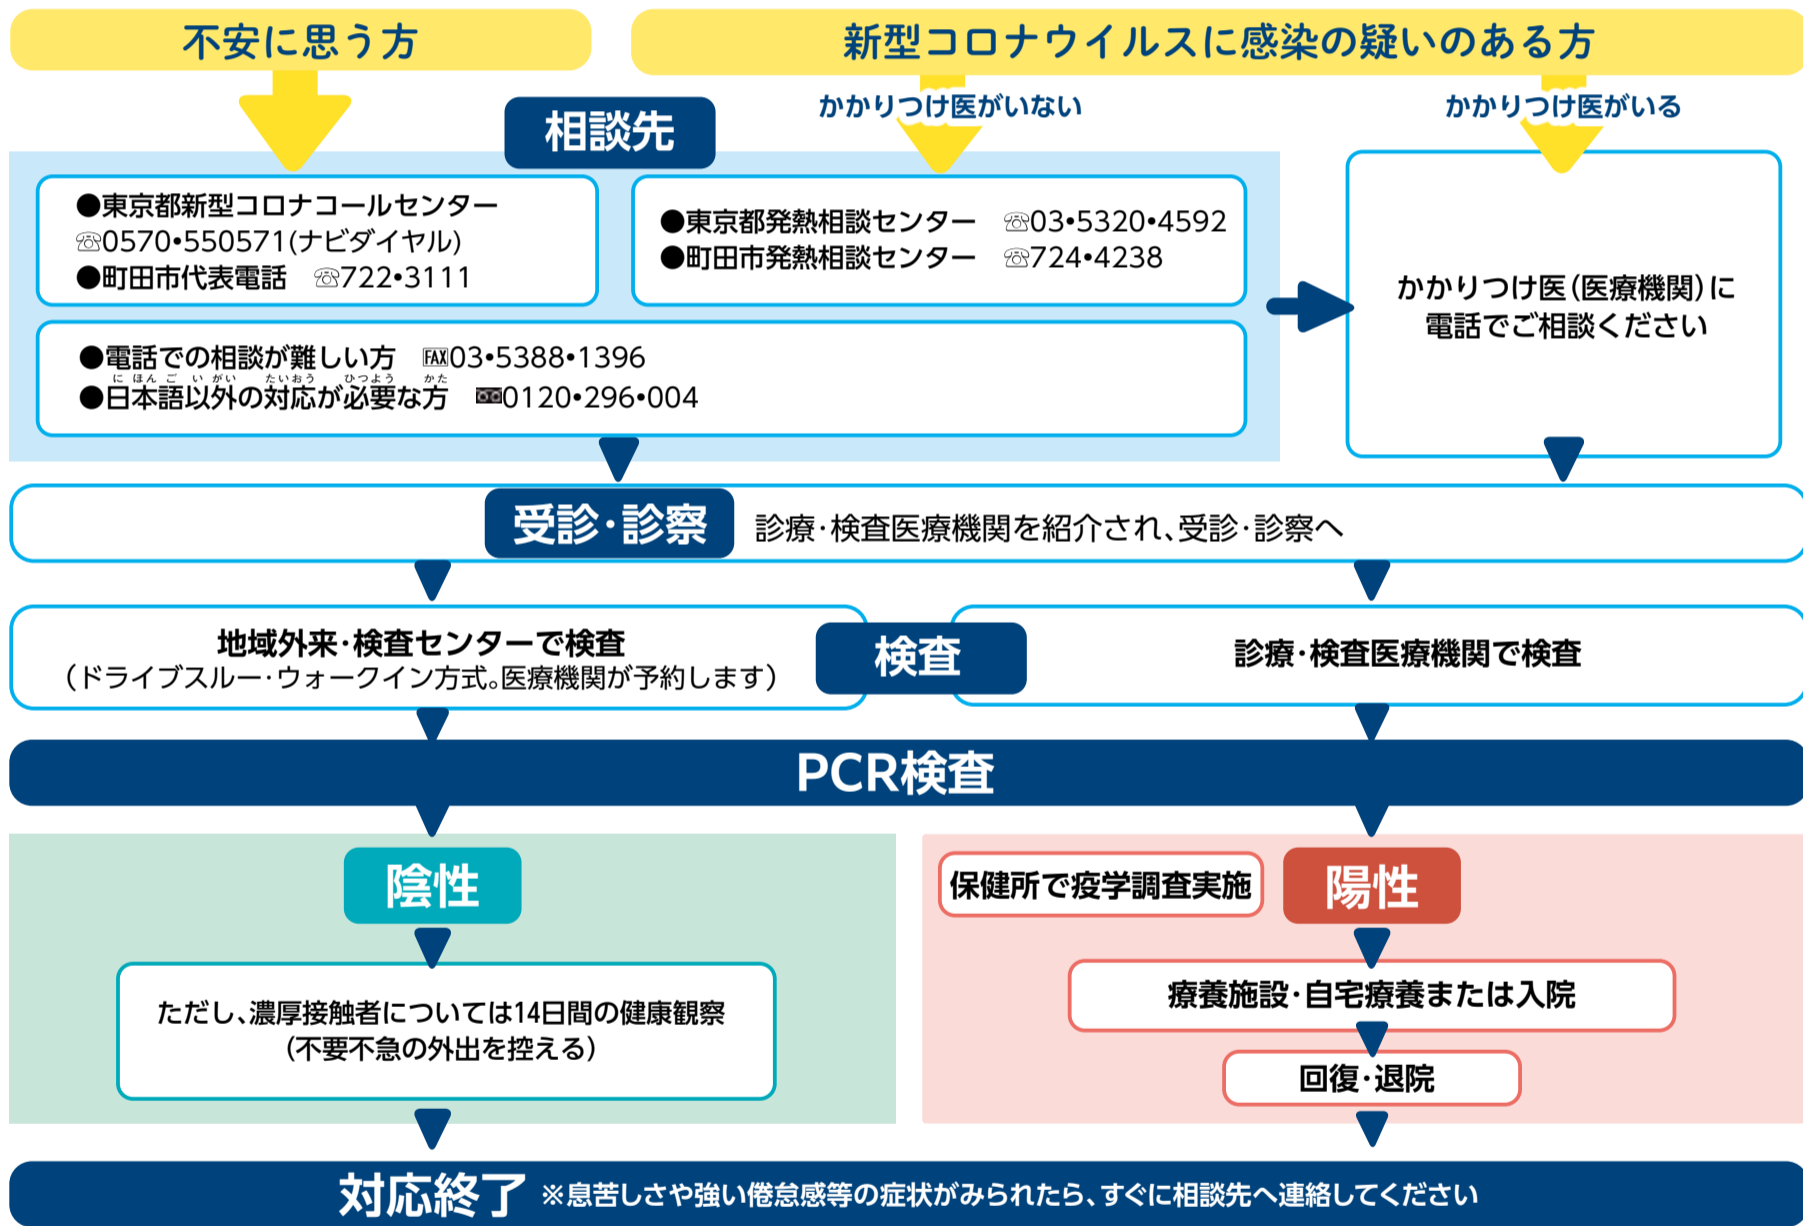 不安に思う方
新型コロナウイルスに感染の疑いのある方
かかりつけ医がいない
かかりつけ医がいる
相談先
●東京都新型コロナコールセンター
☏0570•550571(ナビダイヤル)
●町田市代表電話 ☏722•3111
●東京都発熱相談センター ☏03•5320•4592
●町田市発熱相談センター ☏724•4238
かかりつけ医(医療機関)に
電話でご相談ください
●電話での相談が難しい方 FAX03•5388•1396
に ほん ご い がい たいおう ひつよう かた
●日本語以外の対応が必要な方 0120•296•004
受診・診察 診療・検査医療機関を紹介され、受診・診察へ
地域外来・検査センターで検査
(ドライブスルー・ウォークイン方式。医療機関が予約します)
検査
診療・検査医療機関で検査
PCR検査
陰性
ただし、濃厚接触者については14日間の健康観察
(不要不急の外出を控える)
保健所で疫学調査実施
陽性
療養施設・自宅療養または入院
回復・退院
対応終了 ※息苦しさや強い倦怠感等の症状がみられたら、すぐに相談先へ連絡してください